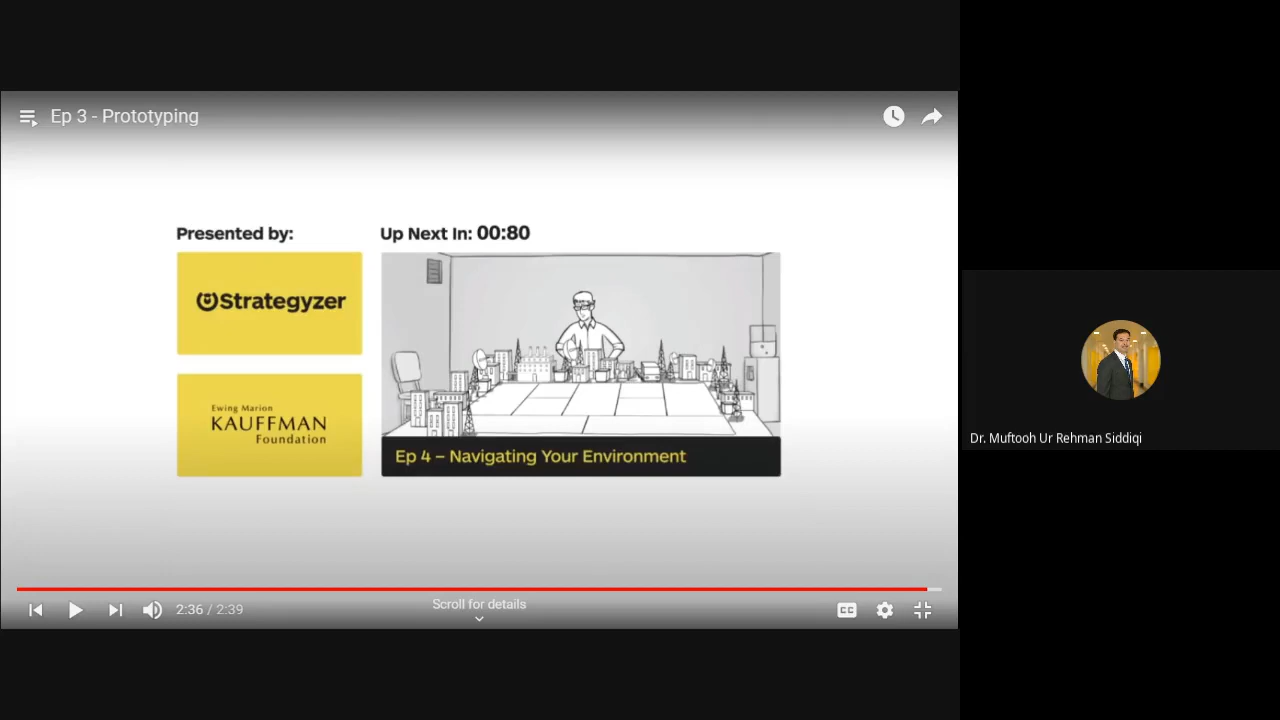 Ep 3 - Prototyping
Presented by:
Up Next In: 00:80
Strategyzer
Ewing Marion
KAUFFMAN
Foundation
Ep 4 – Navigating Your Environment
2:36 / 2:39
Scroll for details
CC
Dr. Muftooh Ur Rehman Siddiqi